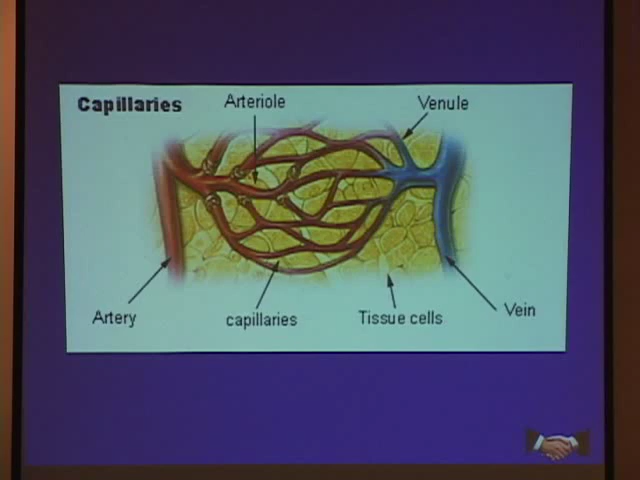 Capillaries
Arteriole
Venule
Artery
capillaries
Tissue cells
Vein